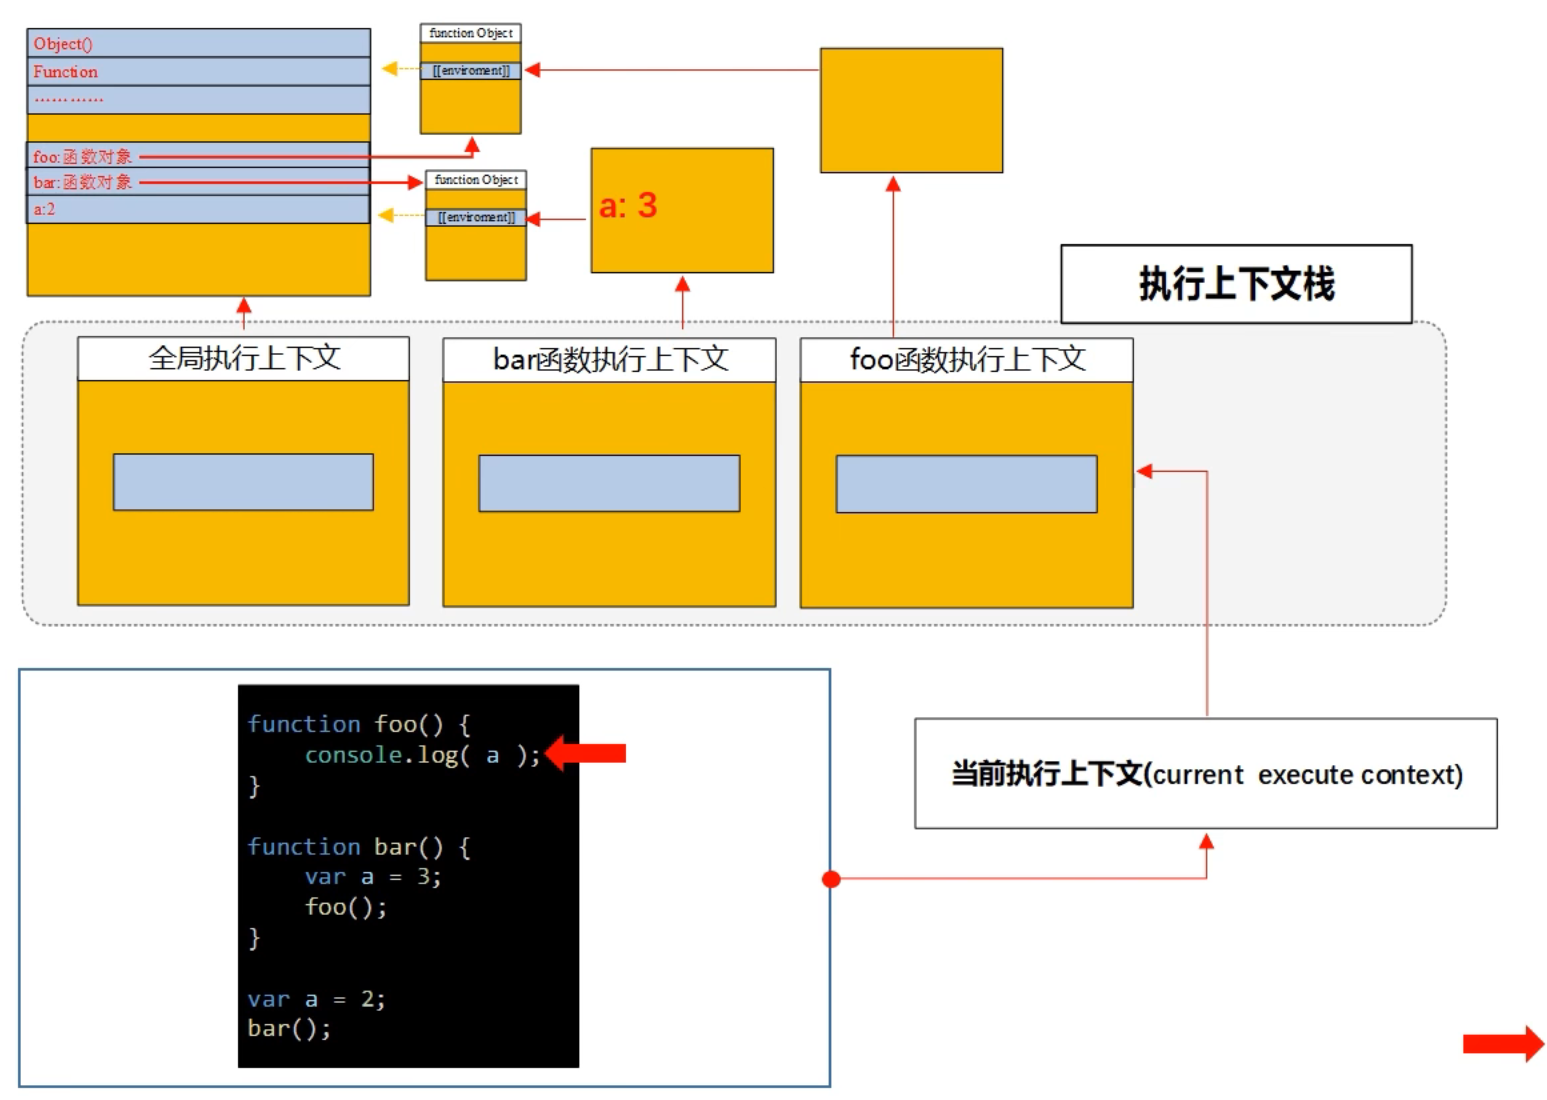 Object()
Function
…………
foo:函数对象
bar:函数对象
a:2
function Object
[[enviroment]]
function Object
[[enviroment]]
a: 3
执行上下文栈
全局执行上下文
bar函数执行上下文
foo函数执行上下文
function foo() {
    console.log( a );
}
function bar() {
    var a = 3;
    foo();
}
var a = 2;
bar();
当前执行上下文(current execute context)